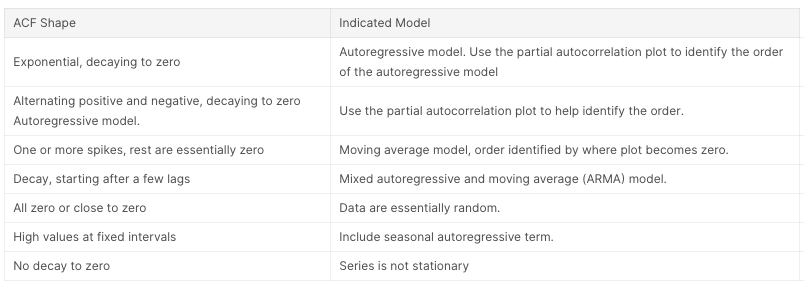 ACF Shape
Indicated Model
Exponential, decaying to zero
Autoregressive model. Use the partial autocorrelation plot to identify the order
of the autoregressive model
Alternating positive and negative, decaying to zero
Autoregressive model.
Use the partial autocorrelation plot to help identify the order.
One or more spikes, rest are essentially zero
Moving average model, order identified by where plot becomes zero.
Decay, starting after a few lags
Mixed autoregressive and moving average (ARMA) model.
All zero or close to zero
Data are essentially random.
High values at fixed intervals
Include seasonal autoregressive term.
No decay to zero
Series is not stationary